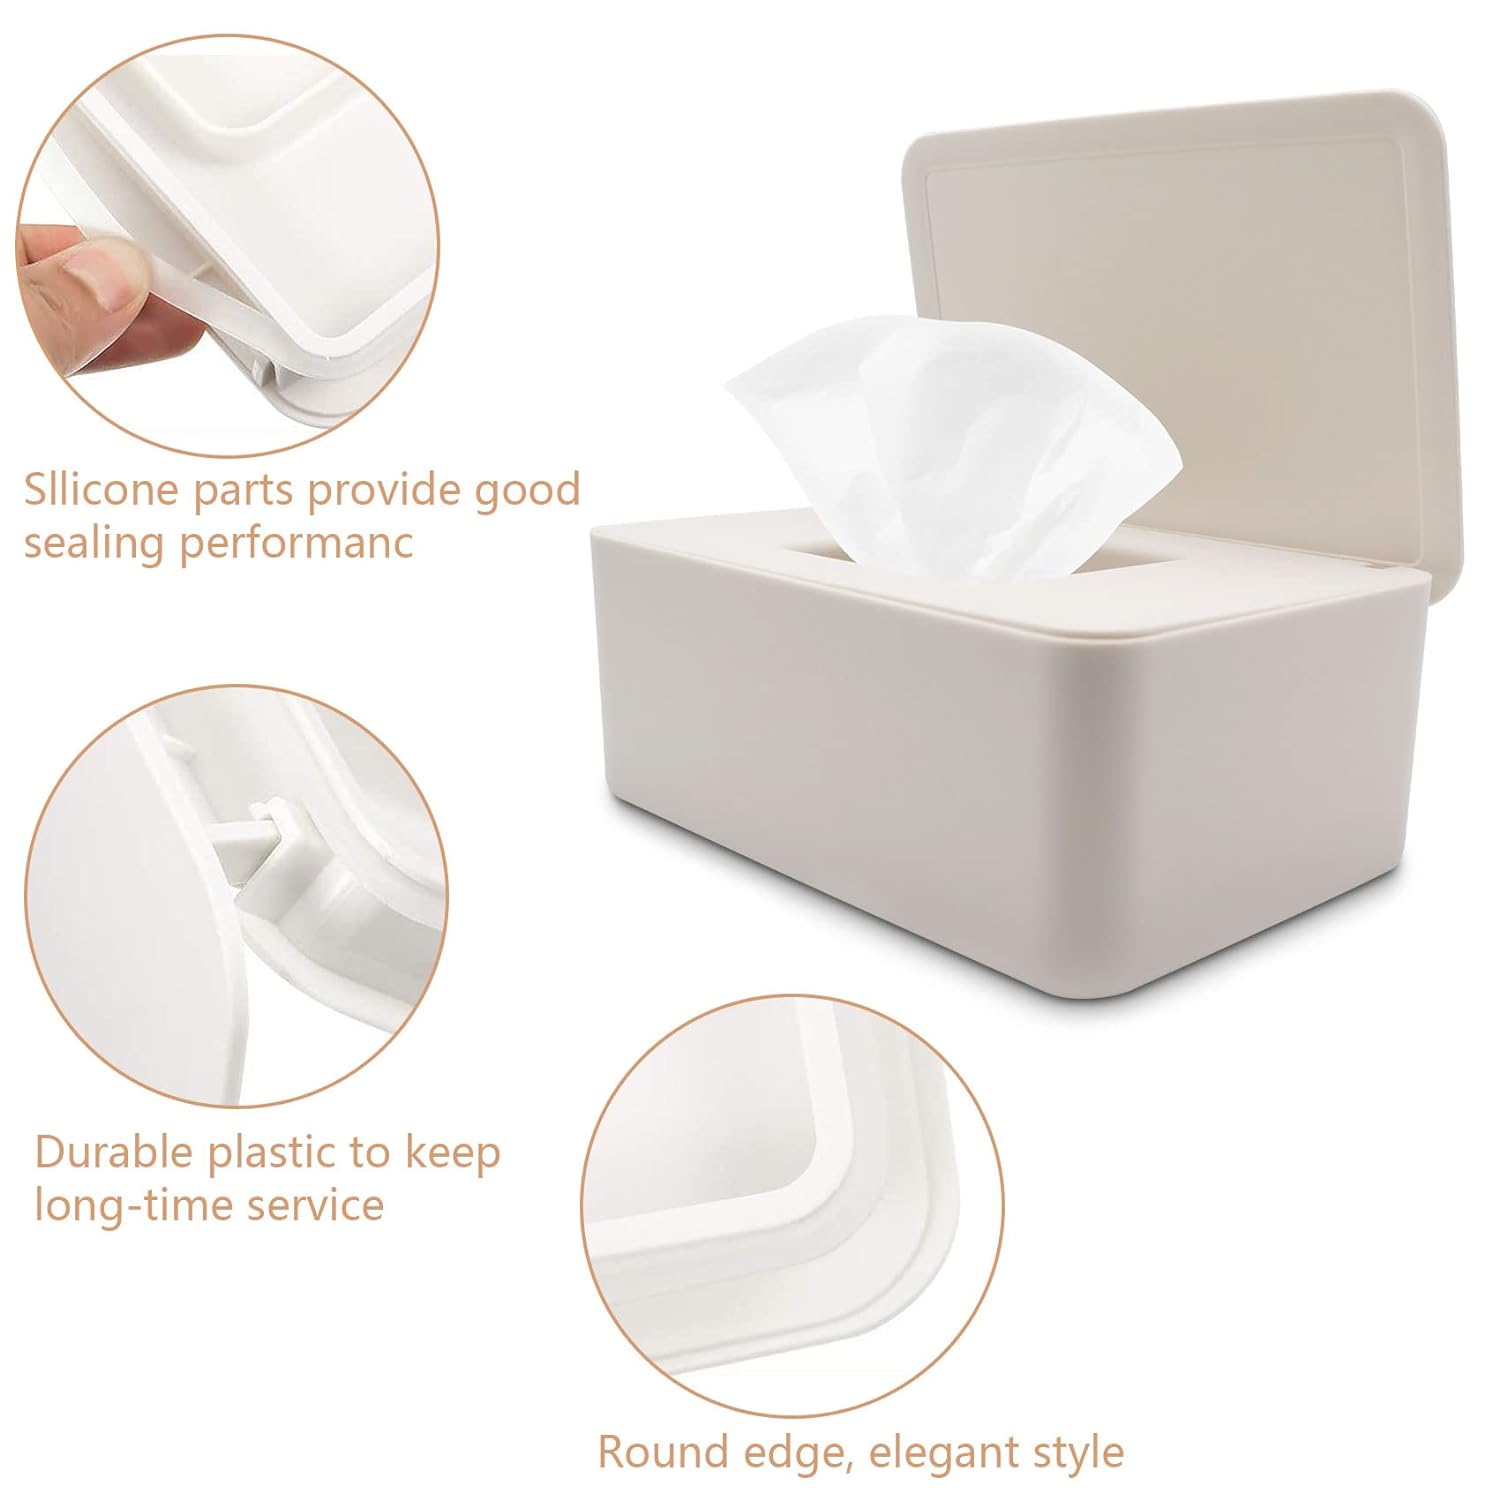 Sllicone parts provide good
sealing performanc
Durable plastic to keep
long-time service
Round edge, elegant style